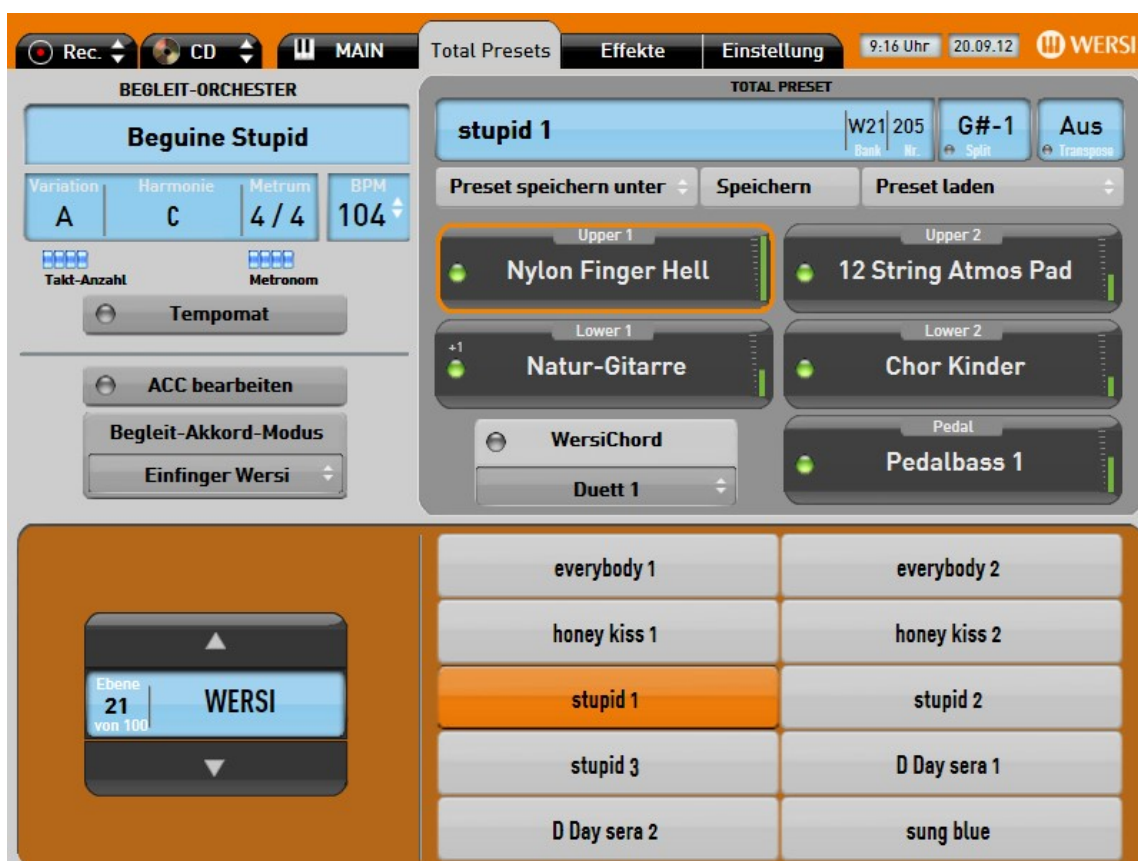 Rec.
CD
MAIN
Total Presets
Effekte
Einstellung
9:16 Uhr
20.09.12
WERSI
BEGLEIT-ORCHESTER
Beguine Stupid
Variation
Harmonie
Metrum
BPM
A
C
4 / 4
104
Takt-Anzahl
Metronom
Tempomat
ACC bearbeiten
Begleit-Akkord-Modus
Einfinger Wersi
TOTAL PRESET
stupid 1
W21
205
G#-1
Aus
Bank
Nr.
Split
Transpose
Preset speichern unter
Speichern
Preset laden
Upper 1
Nylon Finger Hell
Upper 2
12 String Atmos Pad
Lower 1
+1
Natur-Gitarre
Lower 2
Chor Kinder
WersiChord
Duett 1
Pedal
Pedalbass 1
Ebene
21
von 100
WERSI
everybody 1
everybody 2
honey kiss 1
honey kiss 2
stupid 1
stupid 2
stupid 3
D Day sera 1
D Day sera 2
sung blue